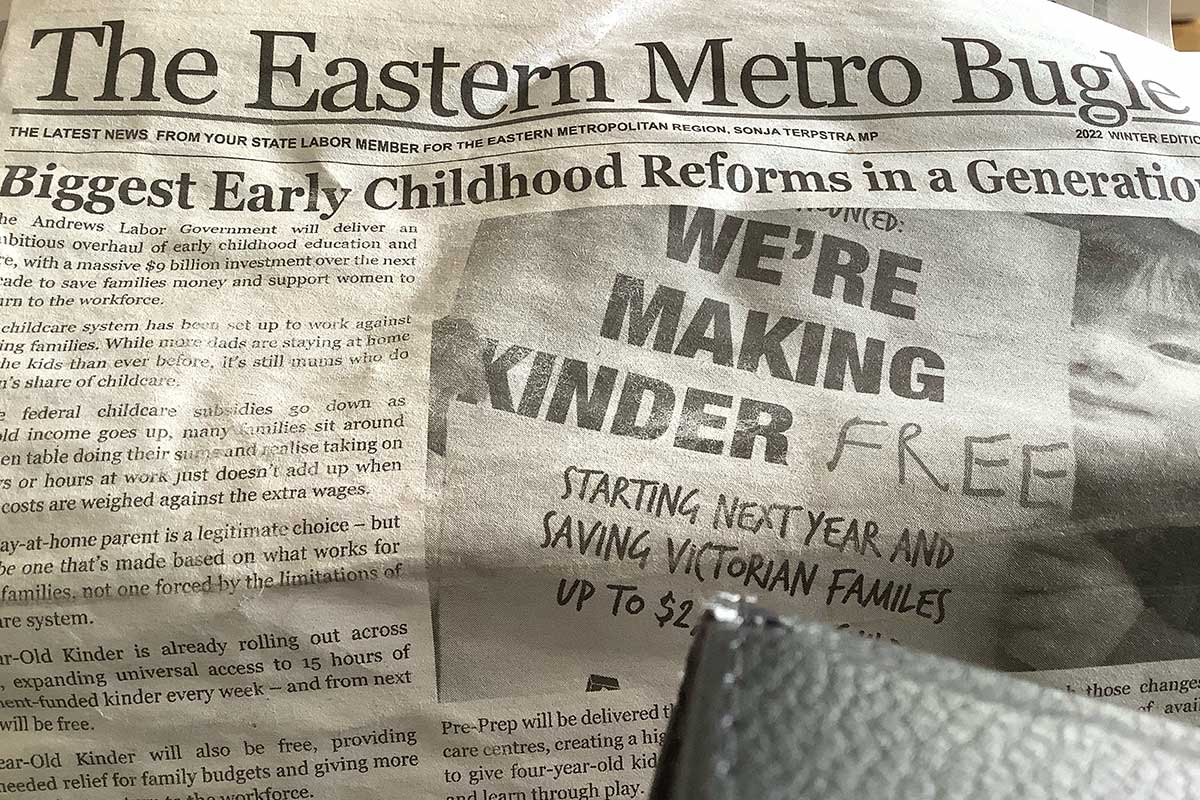 The Eastern Metro Bugle
THE LATEST NEWS FROM YOUR STATE LABOR MEMBER FOR THE EASTERN METROPOLITAN REGION, SONJA TERPSTRA MP
2022 WINTER EDITIO
Biggest Early Childhood Reforms in a Generatio
he Andrews Labor Government will deliver an
mbitious overhaul of early childhood education and
re, with a massive $9 billion investment over the next
cade to save families money and support women to
urn to the workforce.
childcare system has been set up to work against
ing families. While more dads are staying at home
he kids than ever before, it's still mums who do
n's share of childcare.
e federal childcare subsidies go down as
old income goes up, many families sit around
en table doing their sums and realise taking on
s or hours at work just doesn't add up when
costs are weighed against the extra wages.
ay-at-home parent is a legitimate choice – but
be one that's made based on what works for
families, not one forced by the limitations of
are system.
ar-Old Kinder is already rolling out across
, expanding universal access to 15 hours of
ment-funded kinder every week – and from next
will be free.
ear-Old Kinder will also be free, providing
needed relief for family budgets and giving more
to the workforce.
OUNCED:
WE'RE
MAKING
KINDER FREE
STARTING NEXT YEAR AND
SAVING VICTORIAN FAMILES
UP TO $2
Pre-Prep will be delivered t
care centres, creating a hig
to give four-year-old kid
and learn through play.
h those changes
of avai